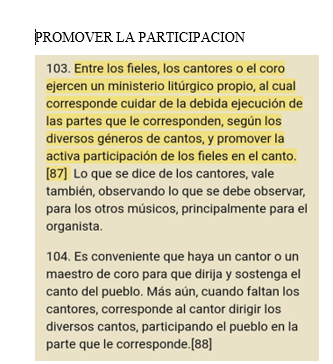 PROMOVER LA PARTICIPACION
103. Entre los fieles, los cantores o el coro
ejercen un ministerio litúrgico propio, al cual
corresponde cuidar de la debida ejecución de
las partes que le corresponden, según los
diversos géneros de cantos, y promover la
activa participación de los fieles en el canto.
[87] Lo que se dice de los cantores, vale
también, observando lo que se debe observar,
para los otros músicos, principalmente para el
organista.
104. Es conveniente que haya un cantor o un
maestro de coro para que dirija y sostenga el
canto del pueblo. Más aún, cuando faltan los
cantores, corresponde al cantor dirigir los
diversos cantos, participando el pueblo en la
parte que le corresponde.[88]